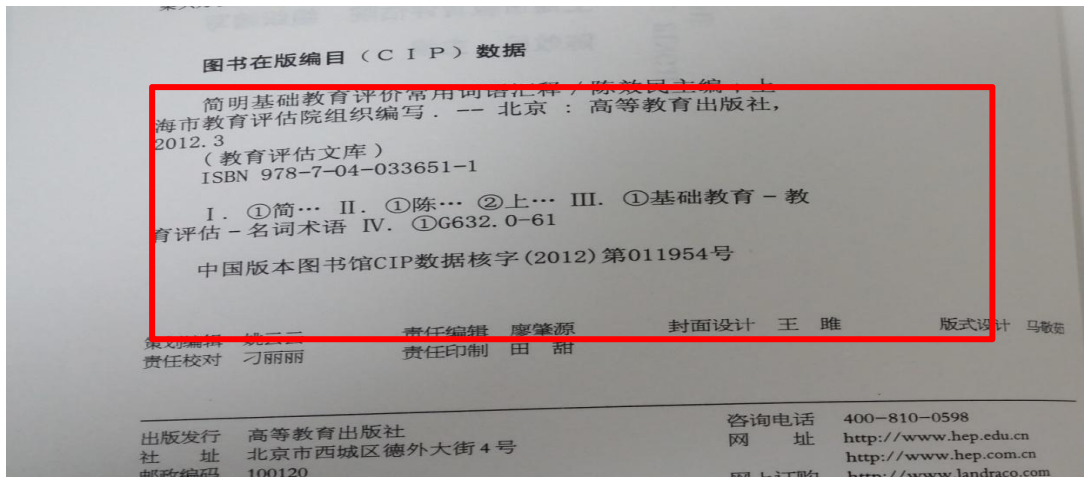 图书在版编目（CIP）数据
简明基础教育评价常用词语汇释 / 陈效民主编 ; 上
海市教育评估院组织编写. -- 北京 : 高等教育出版社,
2012.3
（教育评估文库）
ISBN 978-7-04-033651-1
Ⅰ. ①简… Ⅱ. ①陈… ②上… Ⅲ. ①基础教育－教
育评估－名词术语 Ⅳ. ①G632.0-61
中国版本图书馆CIP数据核字(2012)第011954号
策划编辑 姚云云 责任编辑 廖肇源 封面设计 王 雎 版式设计 马敬茹
责任校对 刁丽丽 责任印制 田 甜
出版发行 高等教育出版社 咨询电话 400-810-0598
社 址 北京市西城区德外大街4号 网 址 http://www.hep.edu.cn
http://www.hep.com.cn
邮政编码 100120 网上订购 http://www.landraco.com